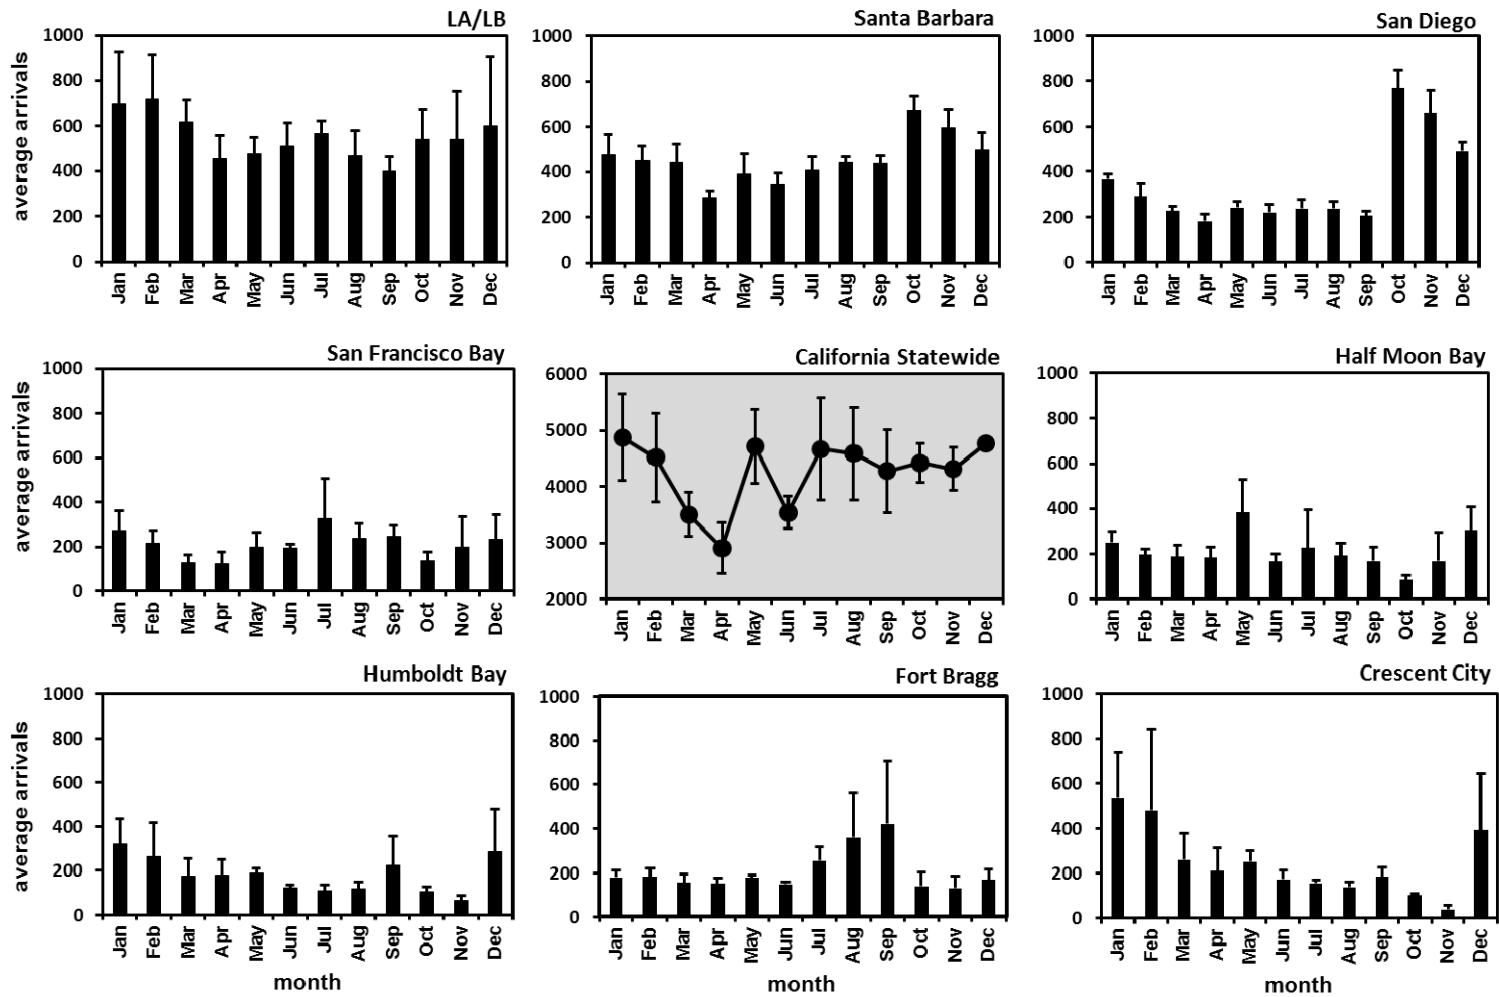 LA/LB
average arrivals
1000
800
600
400
200
0
Jan Feb Mar Apr May Jun Jul Aug Sep Oct Nov Dec
Santa Barbara
1000
800
600
400
200
0
Jan Feb Mar Apr May Jun Jul Aug Sep Oct Nov Dec
San Diego
1000
800
600
400
200
0
Jan Feb Mar Apr May Jun Jul Aug Sep Oct Nov Dec
San Francisco Bay
average arrivals
1000
800
600
400
200
0
Jan Feb Mar Apr May Jun Jul Aug Sep Oct Nov Dec
California Statewide
6000
5000
4000
3000
2000
Jan Feb Mar Apr May Jun Jul Aug Sep Oct Nov Dec
Half Moon Bay
1000
800
600
400
200
0
Jan Feb Mar Apr May Jun Jul Aug Sep Oct Nov Dec
Humboldt Bay
average arrivals
1000
800
600
400
200
0
Jan Feb Mar Apr May Jun Jul Aug Sep Oct Nov Dec
month
Fort Bragg
1000
800
600
400
200
0
Jan Feb Mar Apr May Jun Jul Aug Sep Oct Nov Dec
month
Crescent City
1000
800
600
400
200
0
Jan Feb Mar Apr May Jun Jul Aug Sep Oct Nov Dec
month